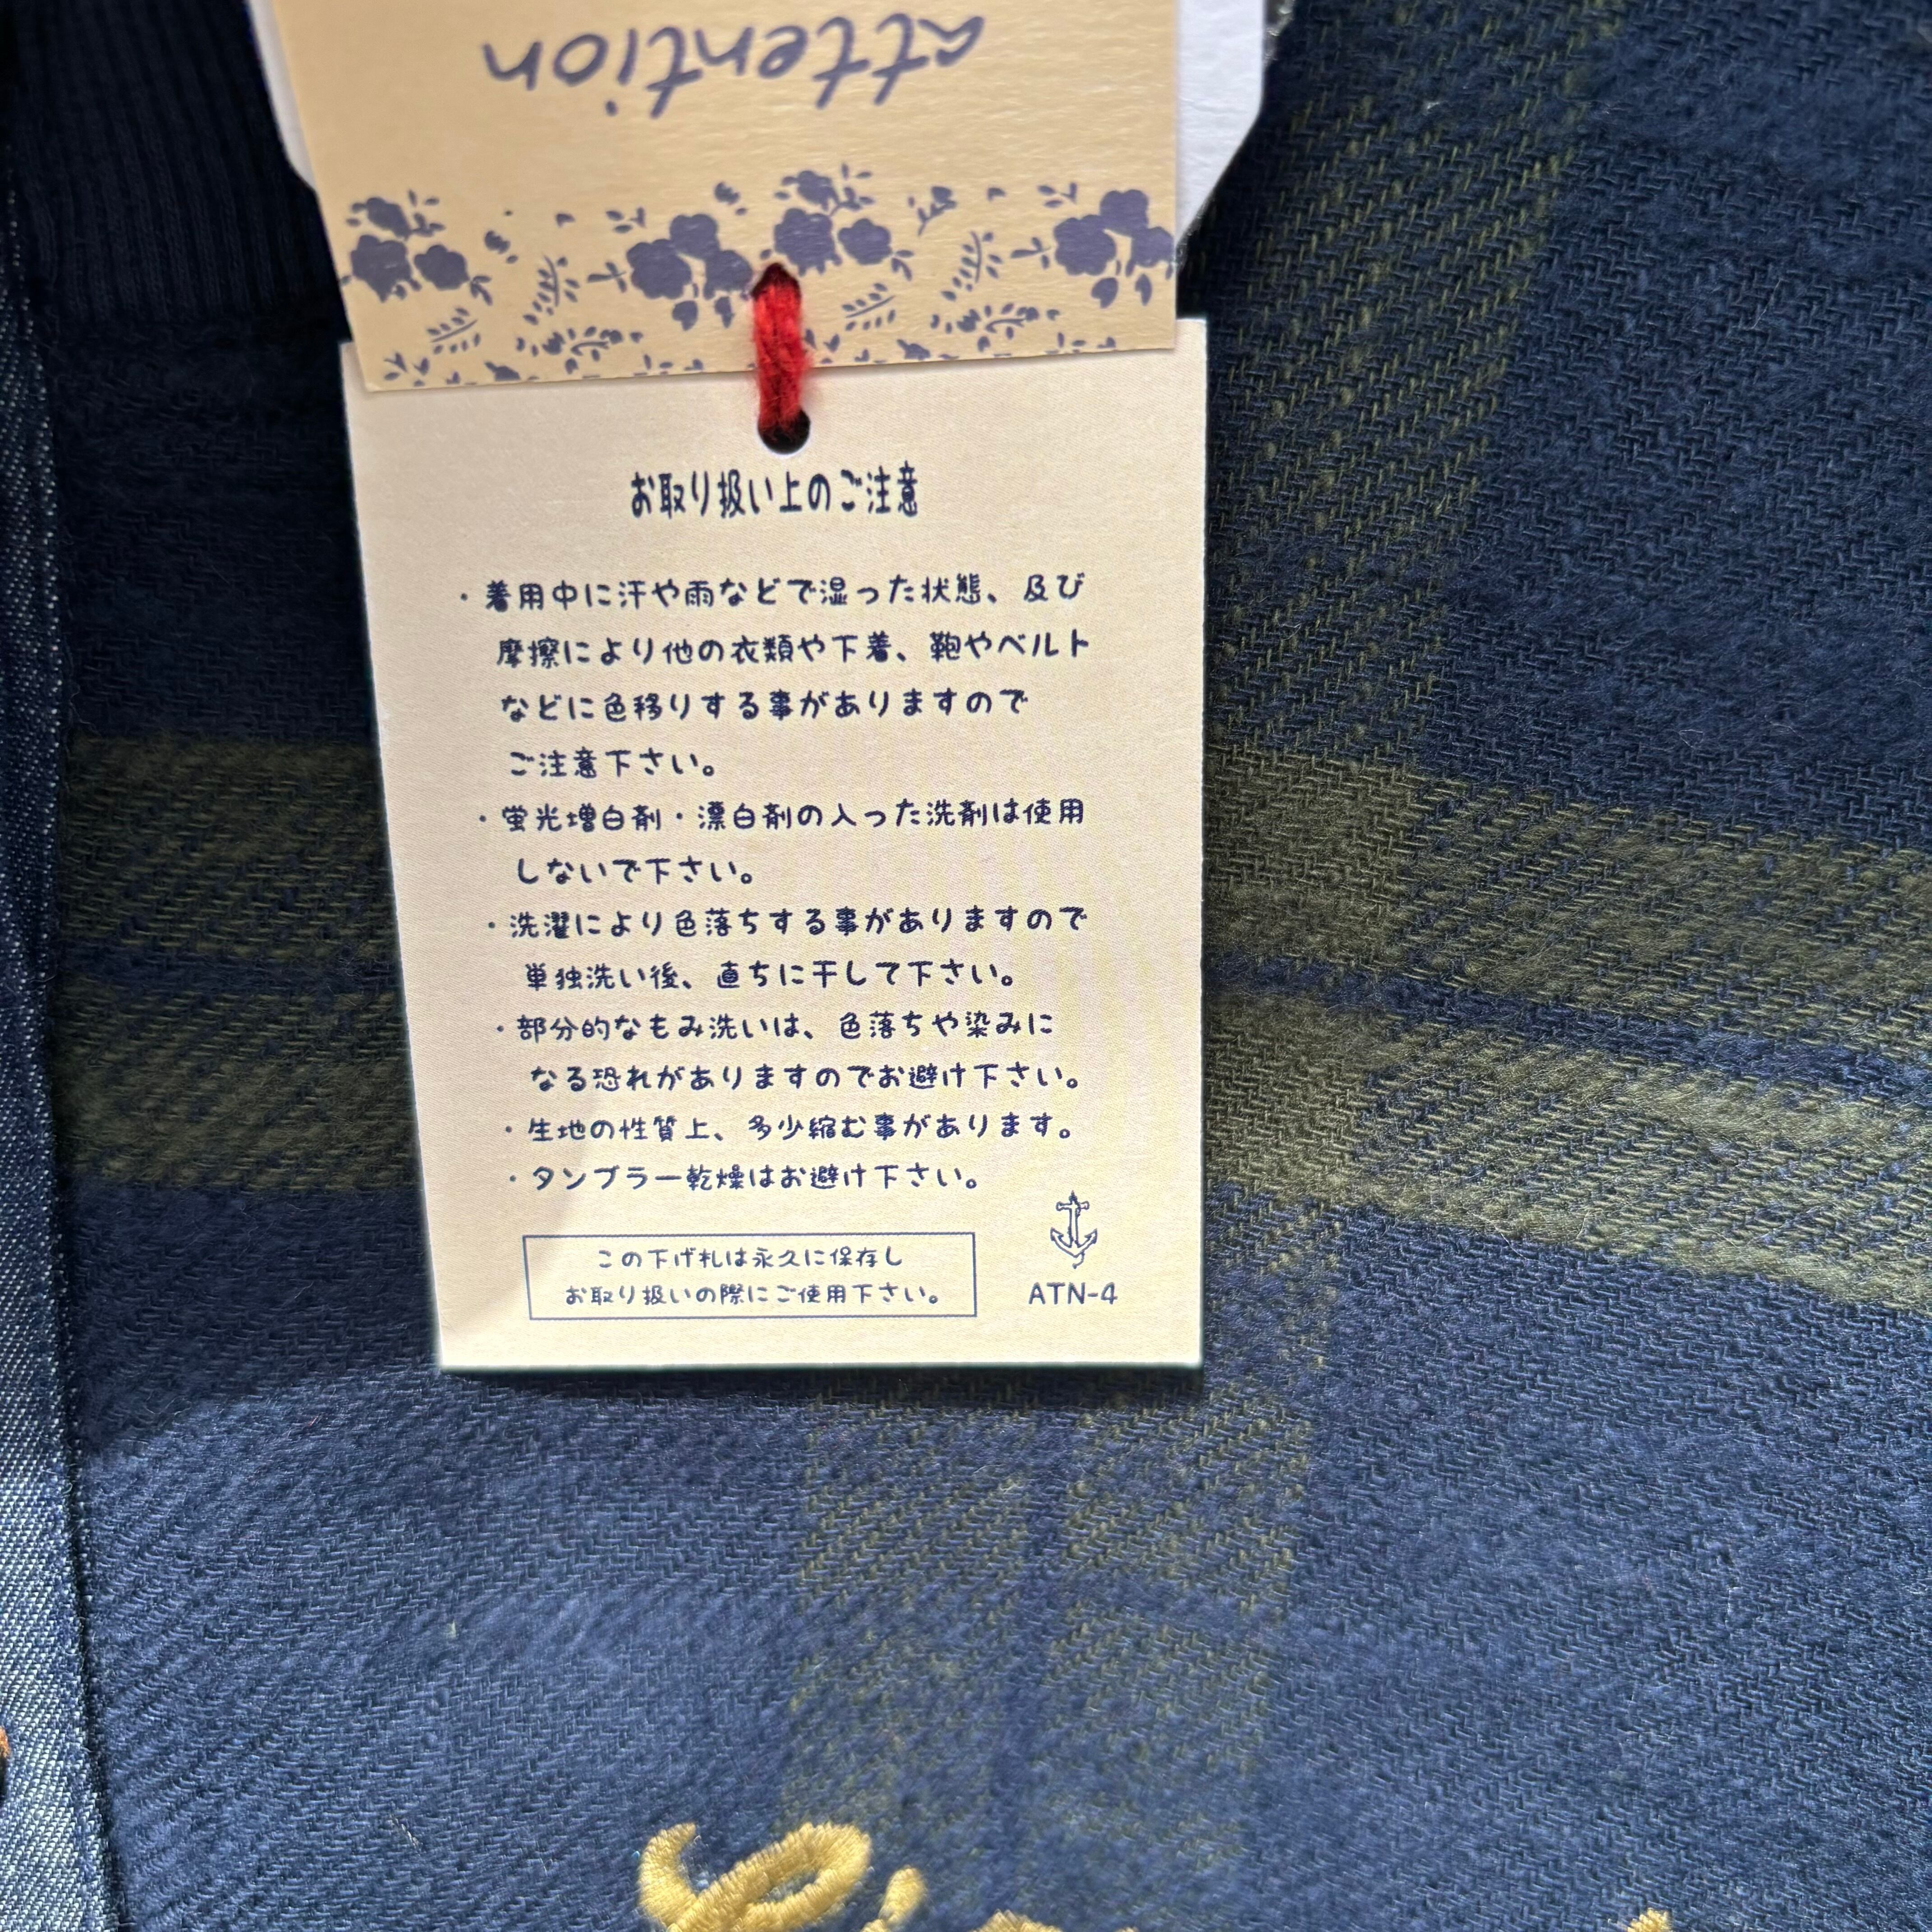 attention
お取り扱い上のご注意
・着用中に汗や雨などで湿った状態、及び
摩擦により他の衣類や下着、鞄やベルト
などに色移りする事がありますので
ご注意下さい。
・蛍光増白剤・漂白剤の入った洗剤は使用
しないで下さい。
・洗濯により色落ちする事がありますので
単独洗い後、直ちに干して下さい。
・部分的なもみ洗いは、色落ちや染みに
なる恐れがありますのでお避け下さい。
・生地の性質上、多少縮む事があります。
・タンブラー乾燥はお避け下さい。
この下げ札は永久に保存し
お取り扱いの際にご使用下さい。
ATN-4